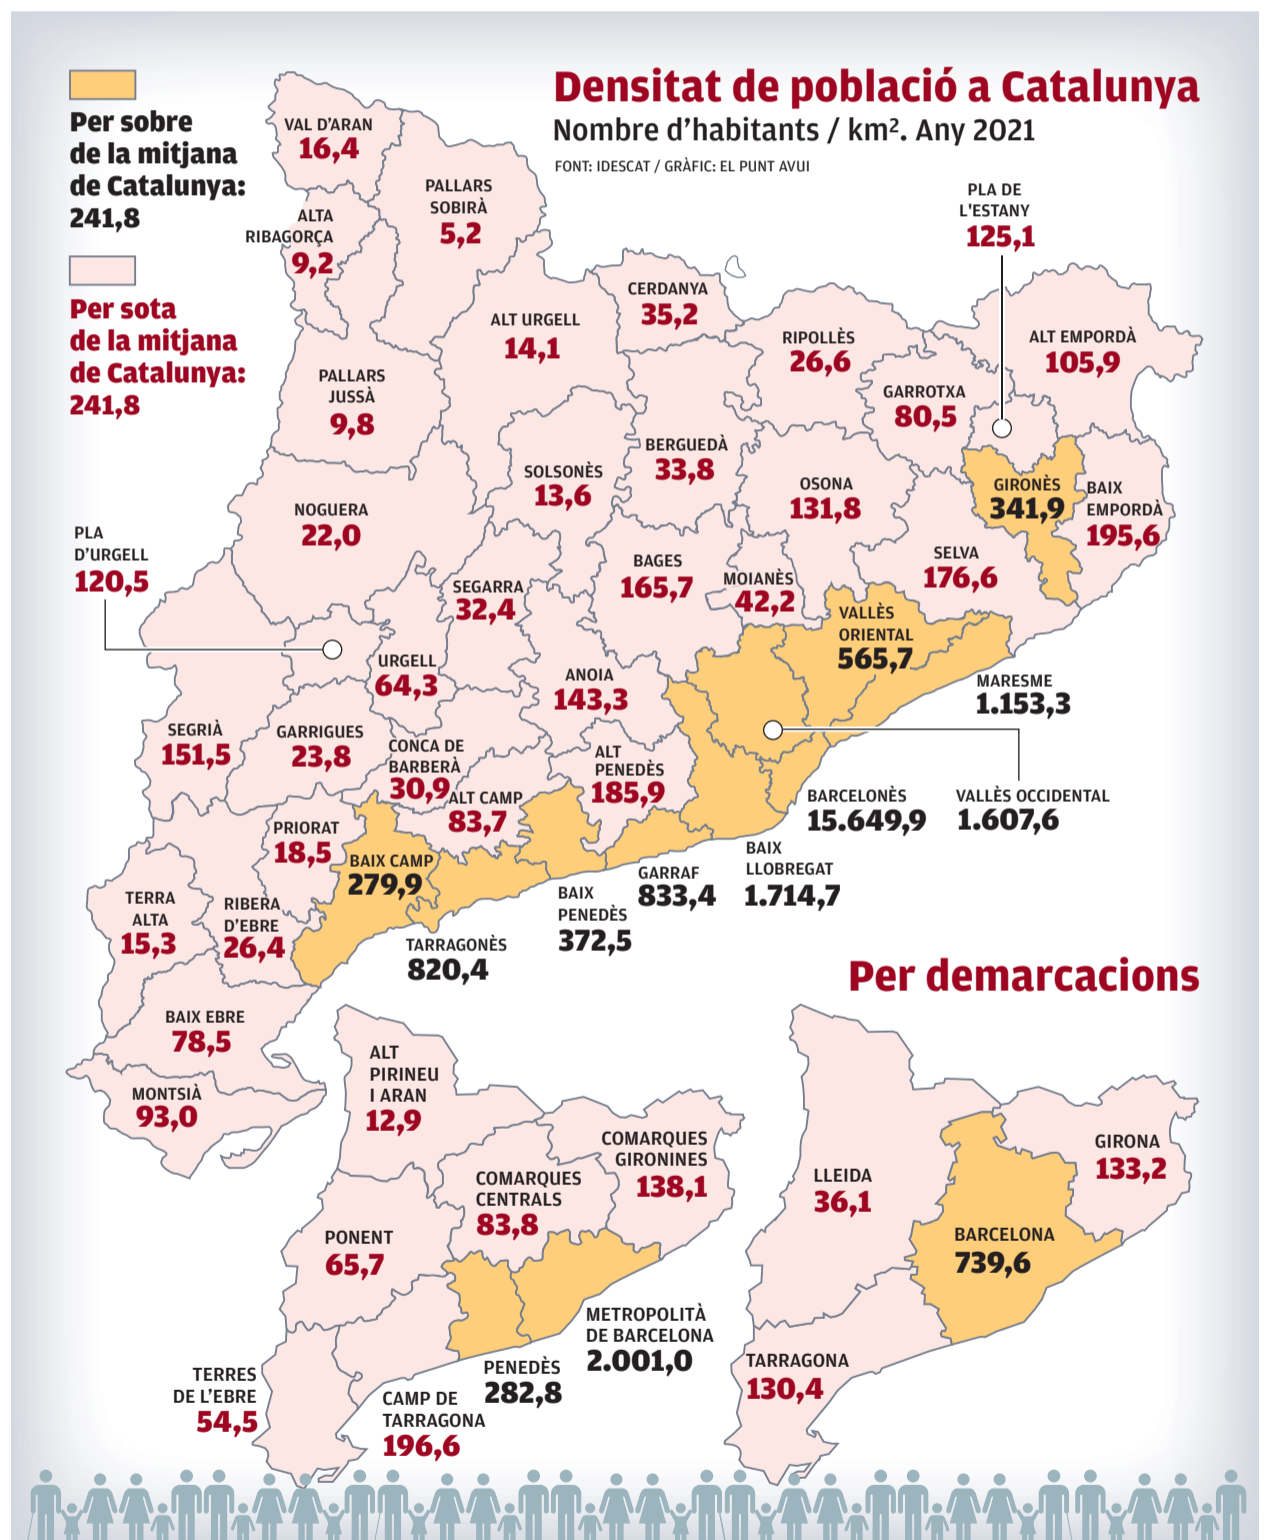 Densitat de població a Catalunya
Nombre d'habitants / km². Any 2021
FONT: IDESCAT / GRÀFIC: EL PUNT AVUI
Per sobre
de la mitjana
de Catalunya:
241,8
Per sota
de la mitjana
de Catalunya:
241,8
VAL D'ARAN
16,4
PALLARS
SOBIRÀ
5,2
ALTA
RIBAGORÇA
9,2
PLA DE
L'ESTANY
125,1
CERDANYA
35,2
ALT URGELL
14,1
RIPOLLÈS
26,6
ALT EMPORDÀ
105,9
PALLARS
JUSSÀ
9,8
GARROTXA
80,5
BERGUEDÀ
33,8
SOLSONÈS
13,6
OSONA
131,8
GIRONÈS
341,9
BAIX
EMPORDÀ
195,6
NOGUERA
22,0
PLA
D'URGELL
120,5
SEGARRA
32,4
BAGES
165,7
MOIANÈS
42,2
SELVA
176,6
VALLÈS
ORIENTAL
565,7
URGELL
64,3
ANOIA
143,3
MARESME
1.153,3
SEGRIÀ
151,5
GARRIGUES
23,8
CONCA DE
BARBERÀ
30,9
ALT
PENEDÈS
185,9
ALT CAMP
83,7
BARCELONÈS
15.649,9
VALLÈS OCCIDENTAL
1.607,6
PRIORAT
18,5
BAIX CAMP
279,9
BAIX
LLOBREGAT
1.714,7
GARRAF
833,4
BAIX
PENEDÈS
372,5
TERRA
ALTA
15,3
RIBERA
D'EBRE
26,4
TARRAGONÈS
820,4
BAIX EBRE
78,5
MONTSIÀ
93,0
Per demarcacions
ALT
PIRINEU
I ARAN
12,9
COMARQUES
GIRONINES
138,1
COMARQUES
CENTRALS
83,8
PONENT
65,7
METROPOLITÀ
DE BARCELONA
2.001,0
PENEDÈS
282,8
TERRES
DE L'EBRE
54,5
CAMP DE
TARRAGONA
196,6
GIRONA
133,2
LLEIDA
36,1
BARCELONA
739,6
TARRAGONA
130,4